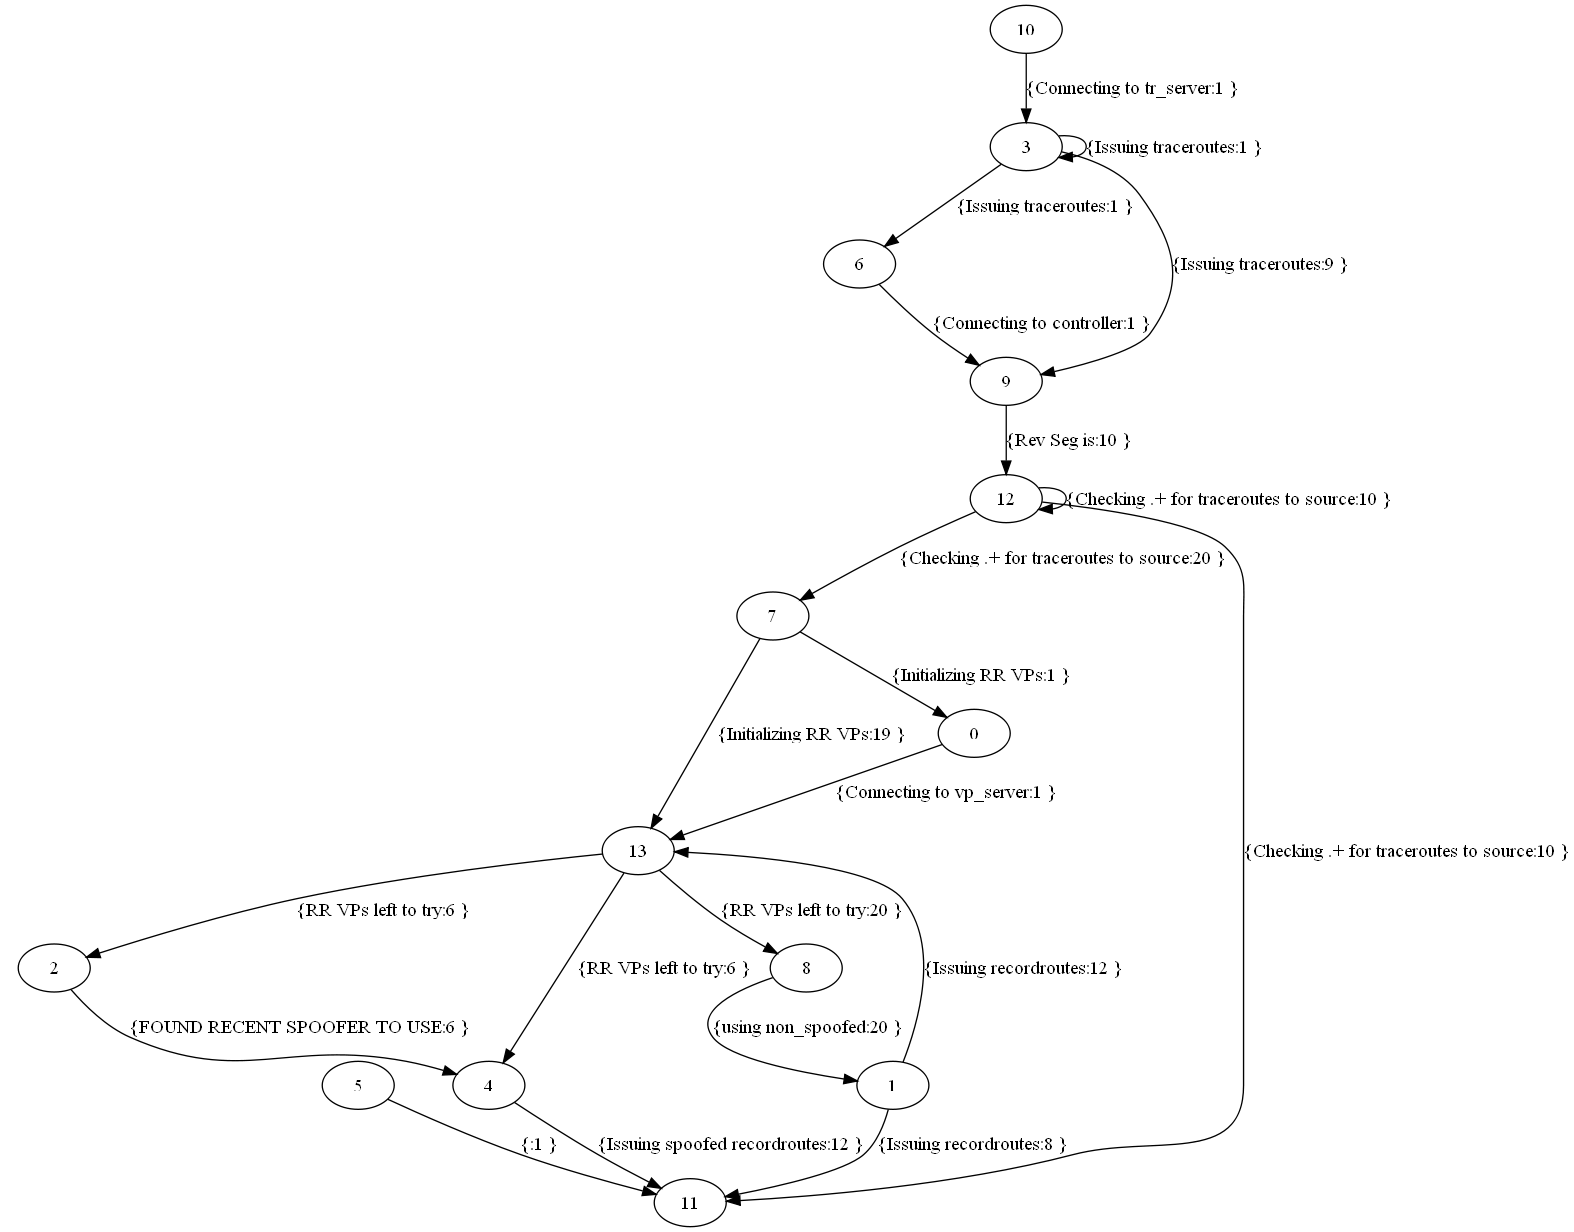 10
{Connecting to tr_server:1 }
3
{Issuing traceroutes:1 }
{Issuing traceroutes:1 }
6
{Issuing traceroutes:9 }
{Connecting to controller:1 }
9
{Rev Seg is:10 }
12
{Checking .+ for traceroutes to source:10 }
{Checking .+ for traceroutes to source:20 }
7
{Initializing RR VPs:1 }
{Initializing RR VPs:19 }
0
{Connecting to vp_server:1 }
13
{Checking .+ for traceroutes to source:10 }
{RR VPs left to try:6 }
{RR VPs left to try:20 }
2
{RR VPs left to try:6 }
8
{Issuing recordroutes:12 }
{FOUND RECENT SPOOFER TO USE:6 }
{using non_spoofed:20 }
5
4
1
{:1 }
{Issuing spoofed recordroutes:12 }
{Issuing recordroutes:8 }
11